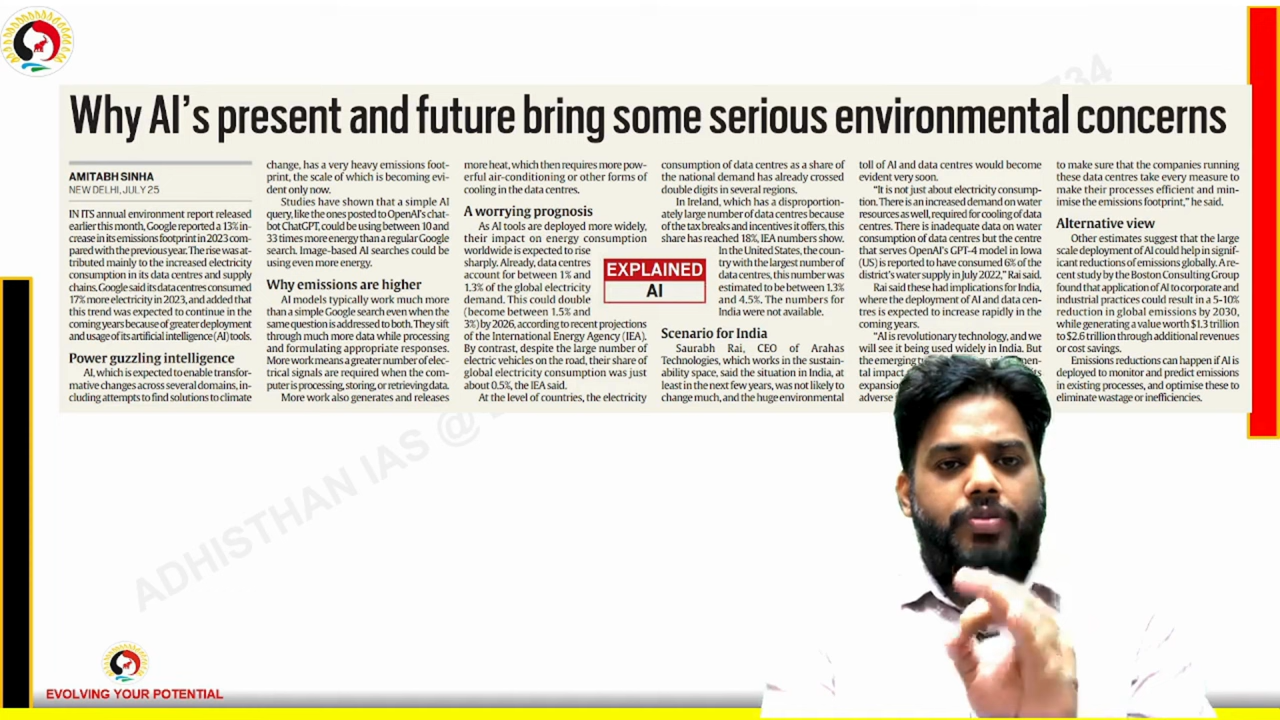 734
Why AI's present and future bring some serious environmental concerns
AMITABH SINHA
NEW DELHI, JULY 25
IN ITS annual environment report released
earlier this month, Google reported a 13% in-
crease in its emissions footprint in 2023 com-
pared with the previous year. The rise was at-
tributed mainly to the increased electricity
consumption in its data centres and supply
chains. Google said its data centres consumed
17% more electricity in 2023, and added that
this trend was expected to continue in the
coming years because of greater deployment
and usage of its artificial intelligence (AI) tools.
Power guzzling intelligence
AI, which is expected to enable transfor-
mative changes across several domains, in-
cluding attempts to find solutions to climate
change, has a very heavy emissions foot-
print, the scale of which is becoming evi-
dent only now.
Studies have shown that a simple AI
query, like the ones posted to OpenAI's chat-
bot ChatGPT, could be using between 10 and
33 times more energy than a regular Google
search. Image-based AI searches could be
using even more energy.
Why emissions are higher
AI models typically work much more
than a simple Google search even when the
same question is addressed to both. They sift
through much more data while processing
and formulating appropriate responses.
More work means a greater number of elec-
trical signals are required when the com-
puter is processing, storing, or retrieving data.
More work also generates and releases
more heat, which then requires more pow-
erful air-conditioning or other forms of
cooling in the data centres.
A worrying prognosis
As AI tools are deployed more widely,
their impact on energy consumption
worldwide is expected to rise
sharply. Already, data centres
account for between 1% and
1.3% of the global electricity
demand. This could double
(become between 1.5% and
3%) by 2026, according to recent projections
of the International Energy Agency (IEA).
By contrast, despite the large number of
electric vehicles on the road, their share of
global electricity consumption was just
about 0.5%, the IEA said.
At the level of countries, the electricity
EXPLAINED
AI
consumption of data centres as a share of
the national demand has already crossed
double digits in several regions.
In Ireland, which has a disproportion-
ately large number of data centres because
of the tax breaks and incentives it offers, this
share has reached 18%, IEA numbers show.
In the United States, the coun-
try with the largest number of
data centres, this number was
estimated to be between 1.3%
and 4.5%. The numbers for
India were not available.
Scenario for India
Saurabh Rai, CEO of Arahas
Technologies, which works in the sustain-
ability space, said the situation in India, at
least in the next few years, was not likely to
change much, and the huge environmental
toll of AI and data centres would become
evident very soon.
"It is not just about electricity consump-
tion. There is an increased demand on water
resources as well, required for cooling of data
centres. There is inadequate data on water
consumption of data centres but the centre
that serves OpenAI's GPT-4 model in Iowa
(US) is reported to have consumed 6% of the
district's water supply in July 2022," Rai said.
Rai said these had implications for India,
where the deployment of AI and data cen-
tres is expected to increase rapidly in the
coming years.
"AI is revolutionary technology, and we
will see it being used widely in India. But
the emerging
tal impact
expansio
adverse
to make sure that the companies running
these data centres take every measure to
make their processes efficient and min-
imise the emissions footprint," he said.
Alternative view
Other estimates suggest that the large
scale deployment of AI could help in signif-
icant reductions of emissions globally. A re-
cent study by the Boston Consulting Group
found that application of AI to corporate and
industrial practices could result in a 5-10%
reduction in global emissions by 2030,
while generating a value worth $1.3 trillion
to $2.6 trillion through additional revenues
or cost savings.
Emissions reductions can happen if AI is
deployed to monitor and predict emissions
in existing processes, and optimise these to
eliminate wastage or inefficiencies.
ADHISTHAN IAS @
EVOLVING YOUR POTENTIAL